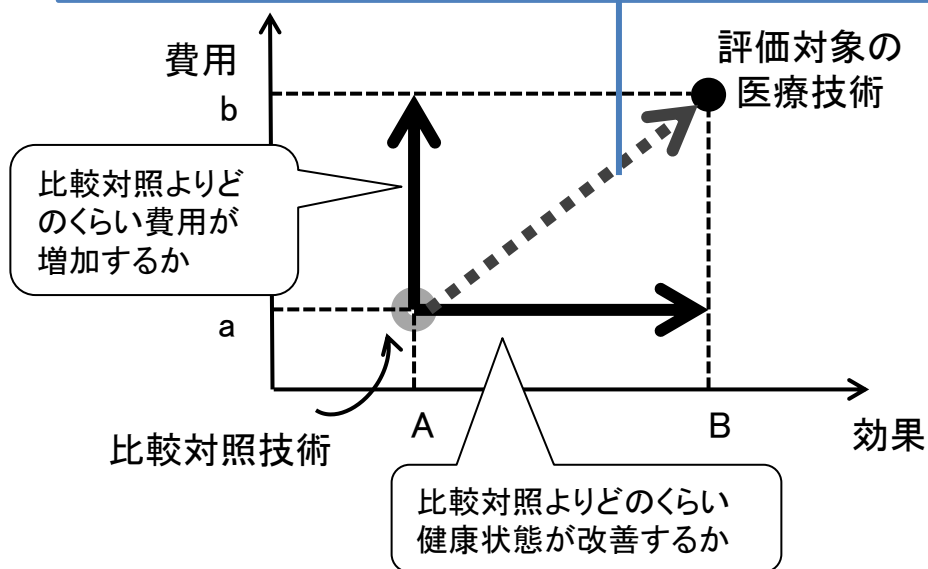 費用
評価対象の
医療技術
b
比較対照よりど
のくらい費用が
増加するか
a
A
B
効果
比較対照技術
比較対照よりどのくらい
健康状態が改善するか